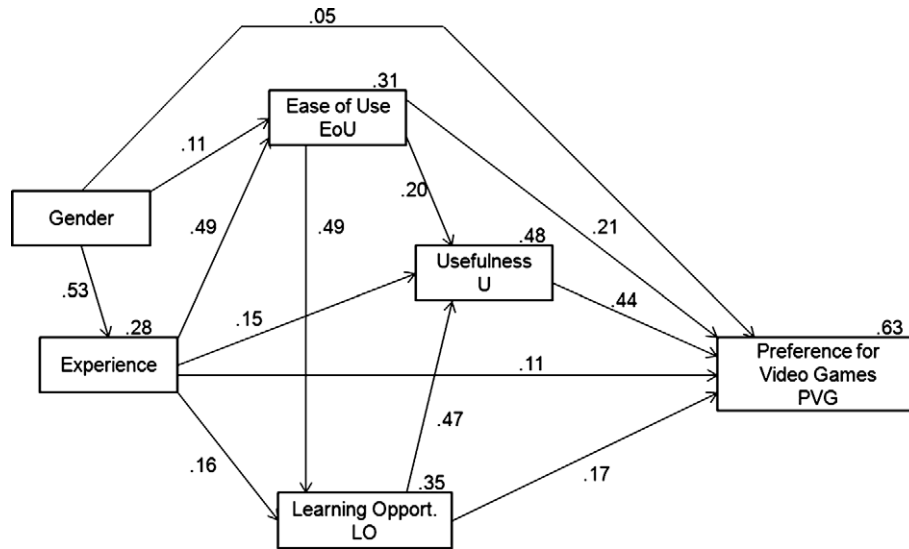 .05
.31
Ease of Use
EoU
.11
.20
Gender
.49
.49
.48
.21
Usefulness
U
.53
.15
.44
.28
.63
Experience
.11
Preference for
Video Games
PVG
.47
.16
.35
.17
Learning Opport.
LO